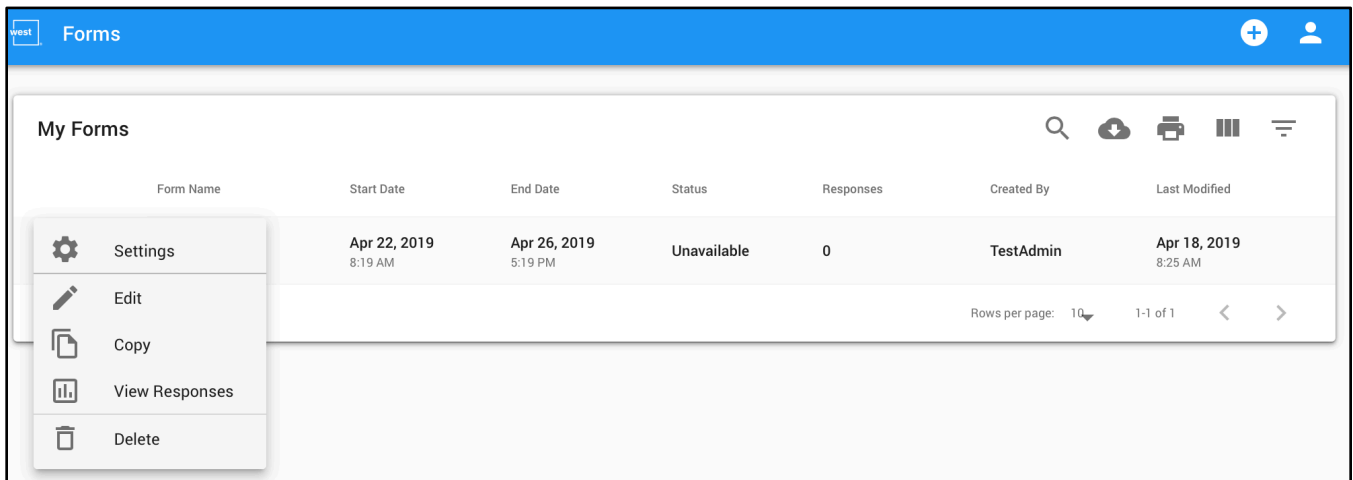 west Forms
My Forms
Form Name Start Date End Date Status Responses Created By Last Modified
Settings Apr 22, 2019 Apr 26, 2019 Unavailable 0 TestAdmin Apr 18, 2019
8:19 AM 5:19 PM 8:25 AM
Edit
Rows per page: 10 1-1 of 1
Copy
View Responses
Delete